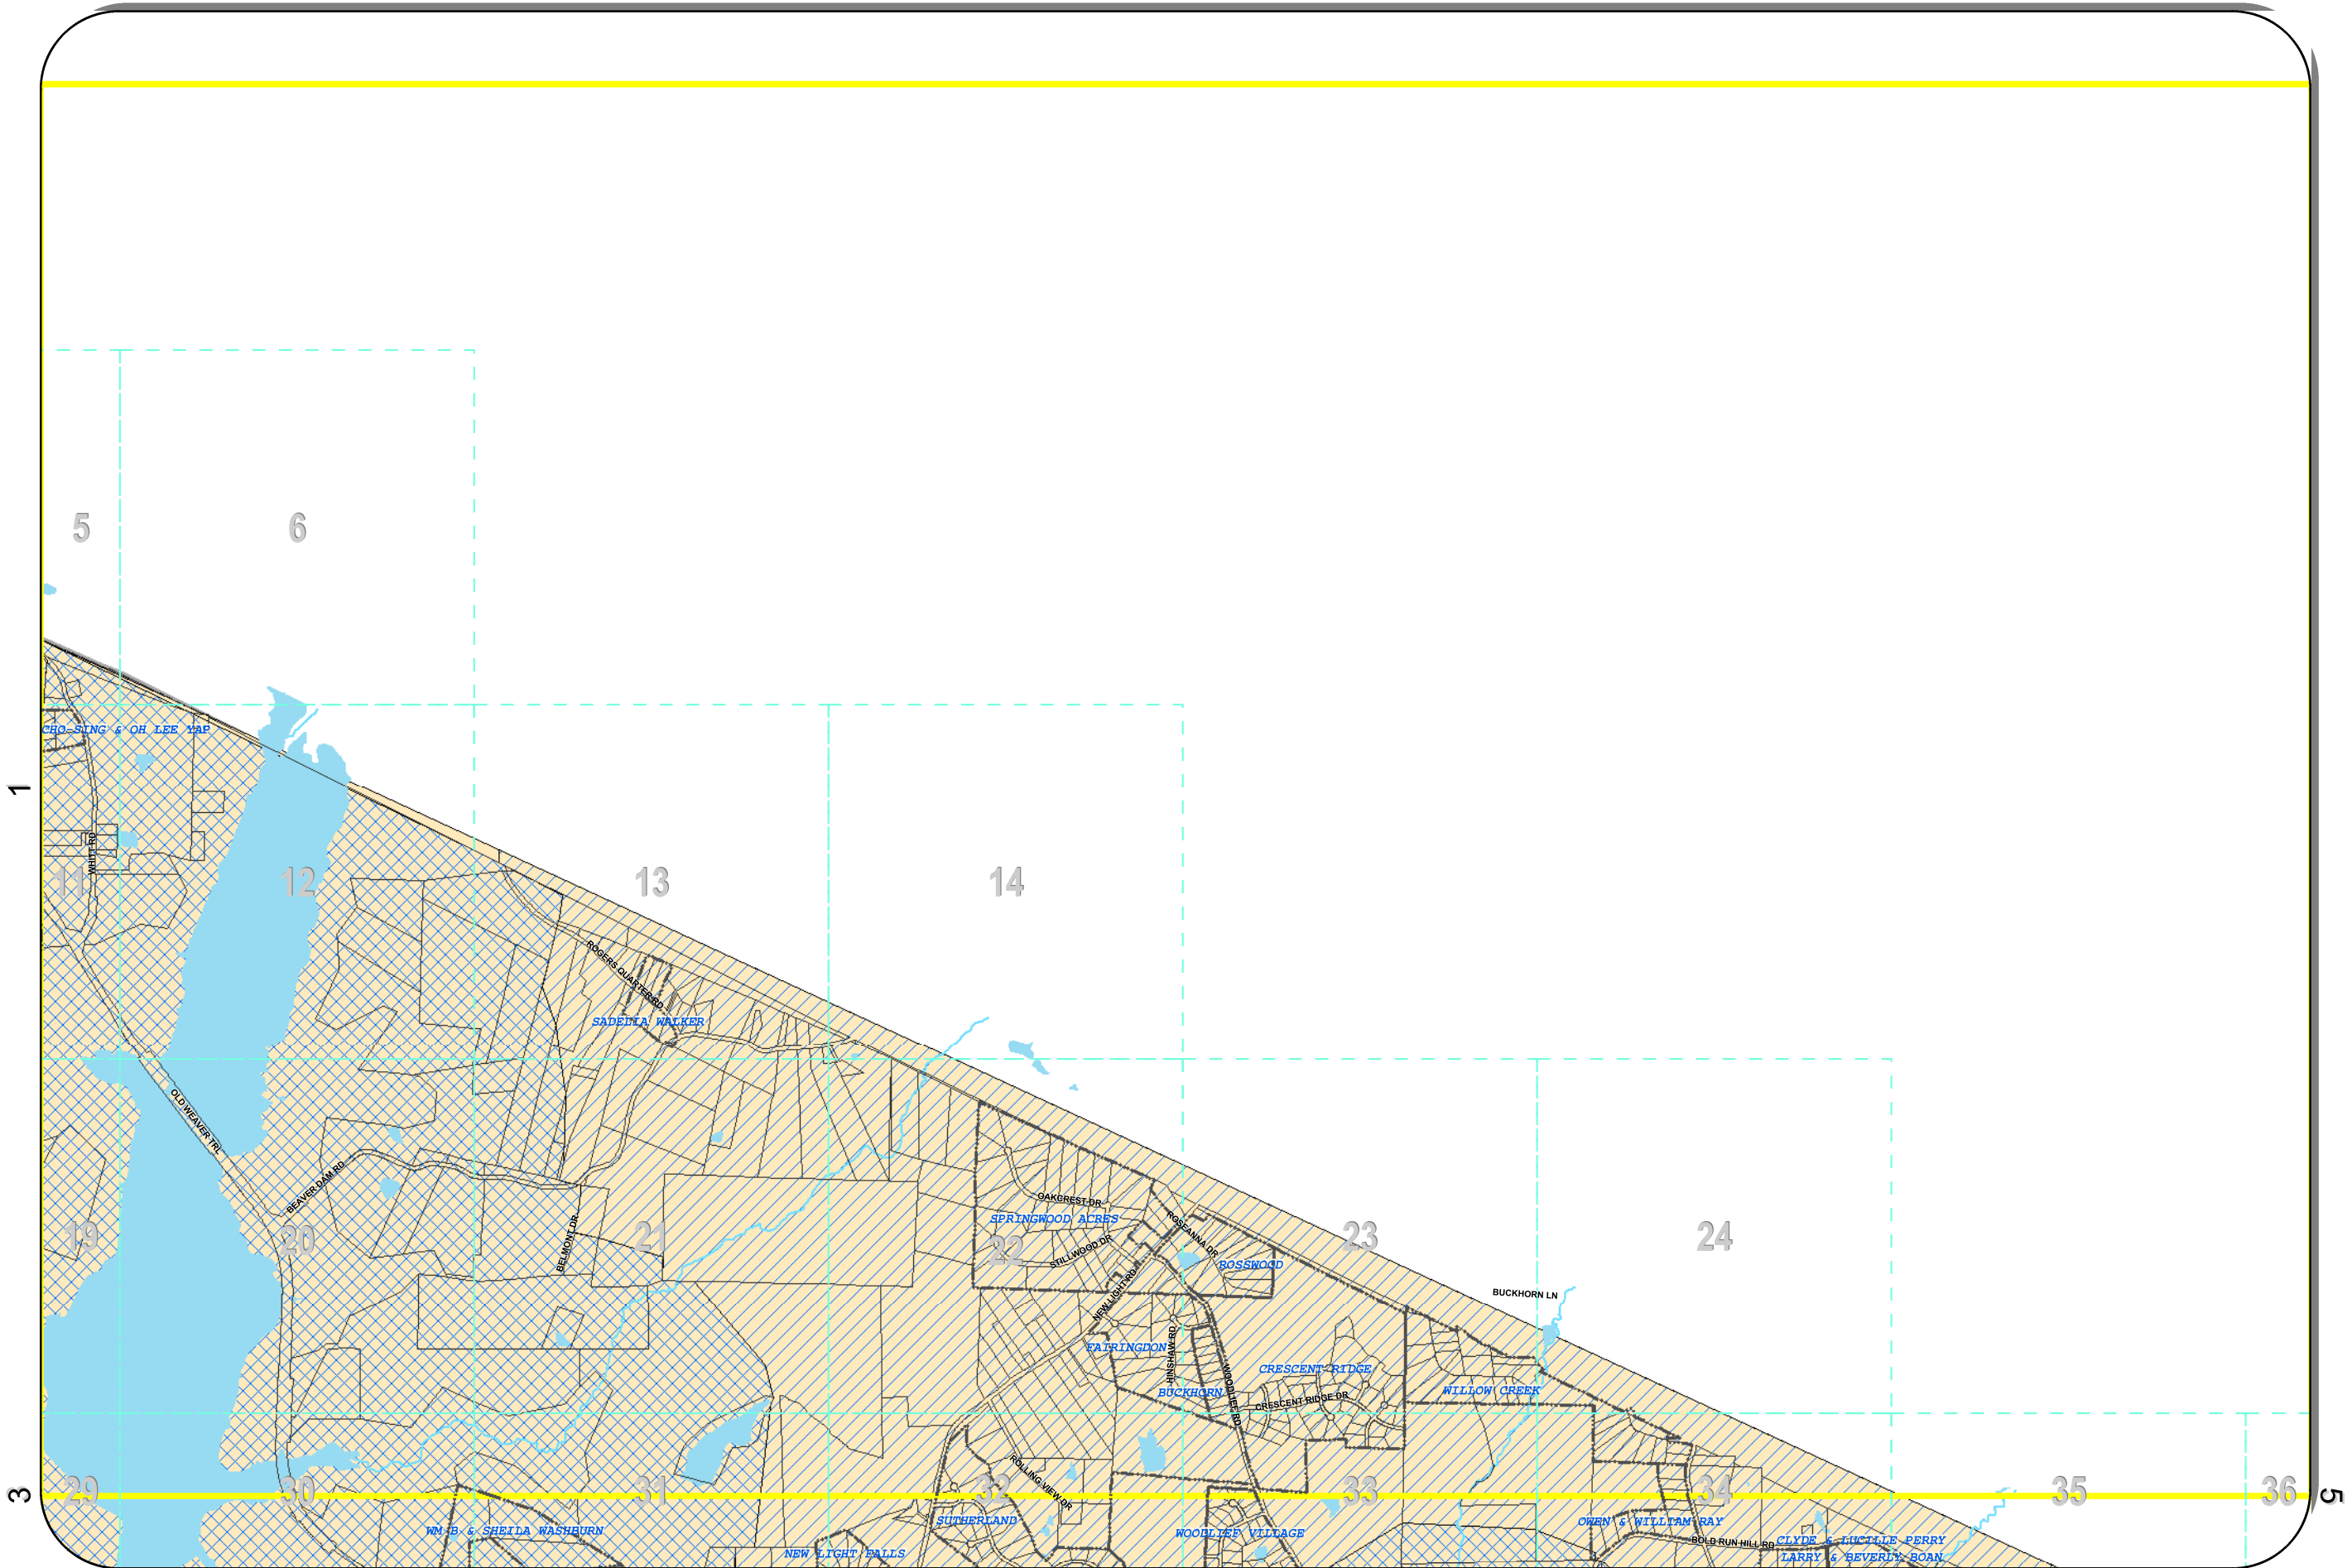 5
6
CHO-SING & OH LEE YAP
1
WHITT RD
11
12
13
14
ROGERS QUARTER RD
SADELIA WALKER
OLD WEAVER TRL
BEAVER DAM RD
OAKCREST DR
SPRINGWOOD ACRES
ROSEANNA DR
19
20
BELMONT DR
21
22
STILLWOOD DR
23
24
ROSSWOOD
NEW LIGHT RD
BUCKHORN LN
FAIRINGDON
HINSHAW RD
CRESCENT RIDGE
BUCKHORN
WOODLIEF RD
CRESCENT RIDGE DR
WILLOW CREEK
3
29
30
31
32
ROLLING VIEW DR
33
34
35
36
5
WM B & SHEILA WASHBURN
SUTHERLAND
WOODLIEF VILLAGE
OWEN & WILLIAM RAY
NEW LIGHT FALLS
BOLD RUN HILL RD
CLYDE & LUCILLE PERRY
LARRY & BEVERLY BOAN